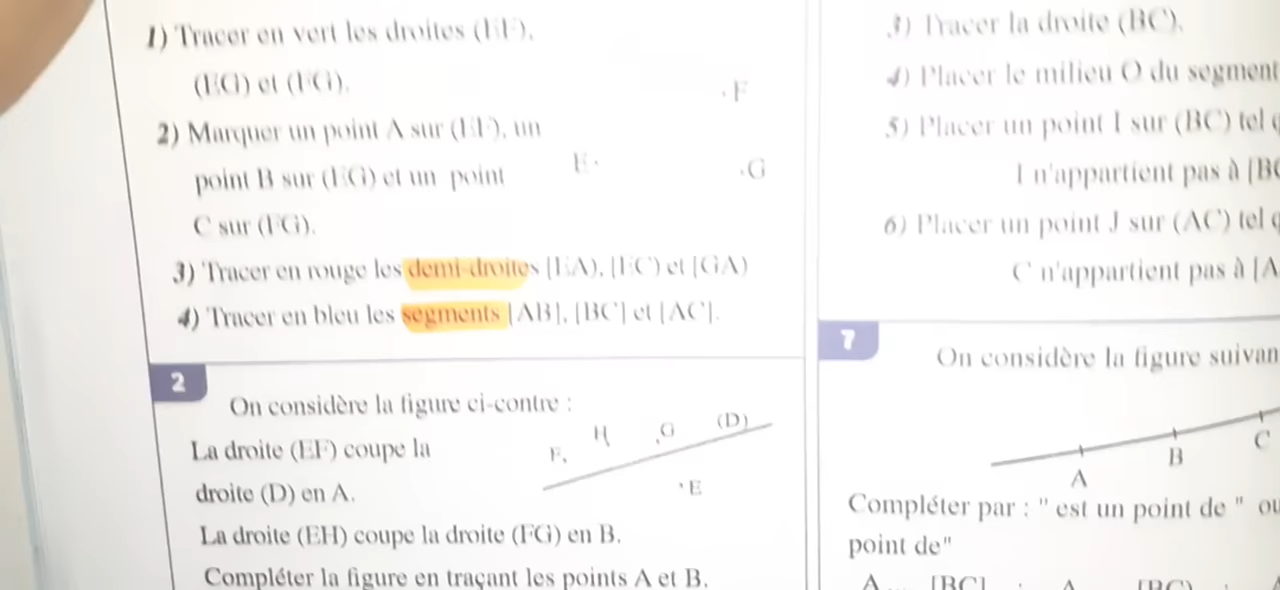 1) Tracer en vert les droites (EF),
(EG) et (FG).
2) Marquer un point A sur (EF), un
point B sur (EG) et un point
C sur (FG).
3) Tracer en rouge les demi-droites [EA), [EC) et [GA)
4) Tracer en bleu les segments [AB], [BC] et [AC].
. F
E .
. G
2
On considère la figure ci-contre :
La droite (EF) coupe la
droite (D) en A.
La droite (EH) coupe la droite (FG) en B.
Compléter la figure en traçant les points A et B.
F. H G (D)
. E
3) Tracer la droite (BC).
4) Placer le milieu O du segment
5) Placer un point I sur (BC) tel
I n'appartient pas à
6) Placer un point J sur (AC) tel
C n'appartient pas à
7
On considère la figure
A B C
Compléter par : " est un point de "
point de"
A ... [BC] ; A [BC) ;